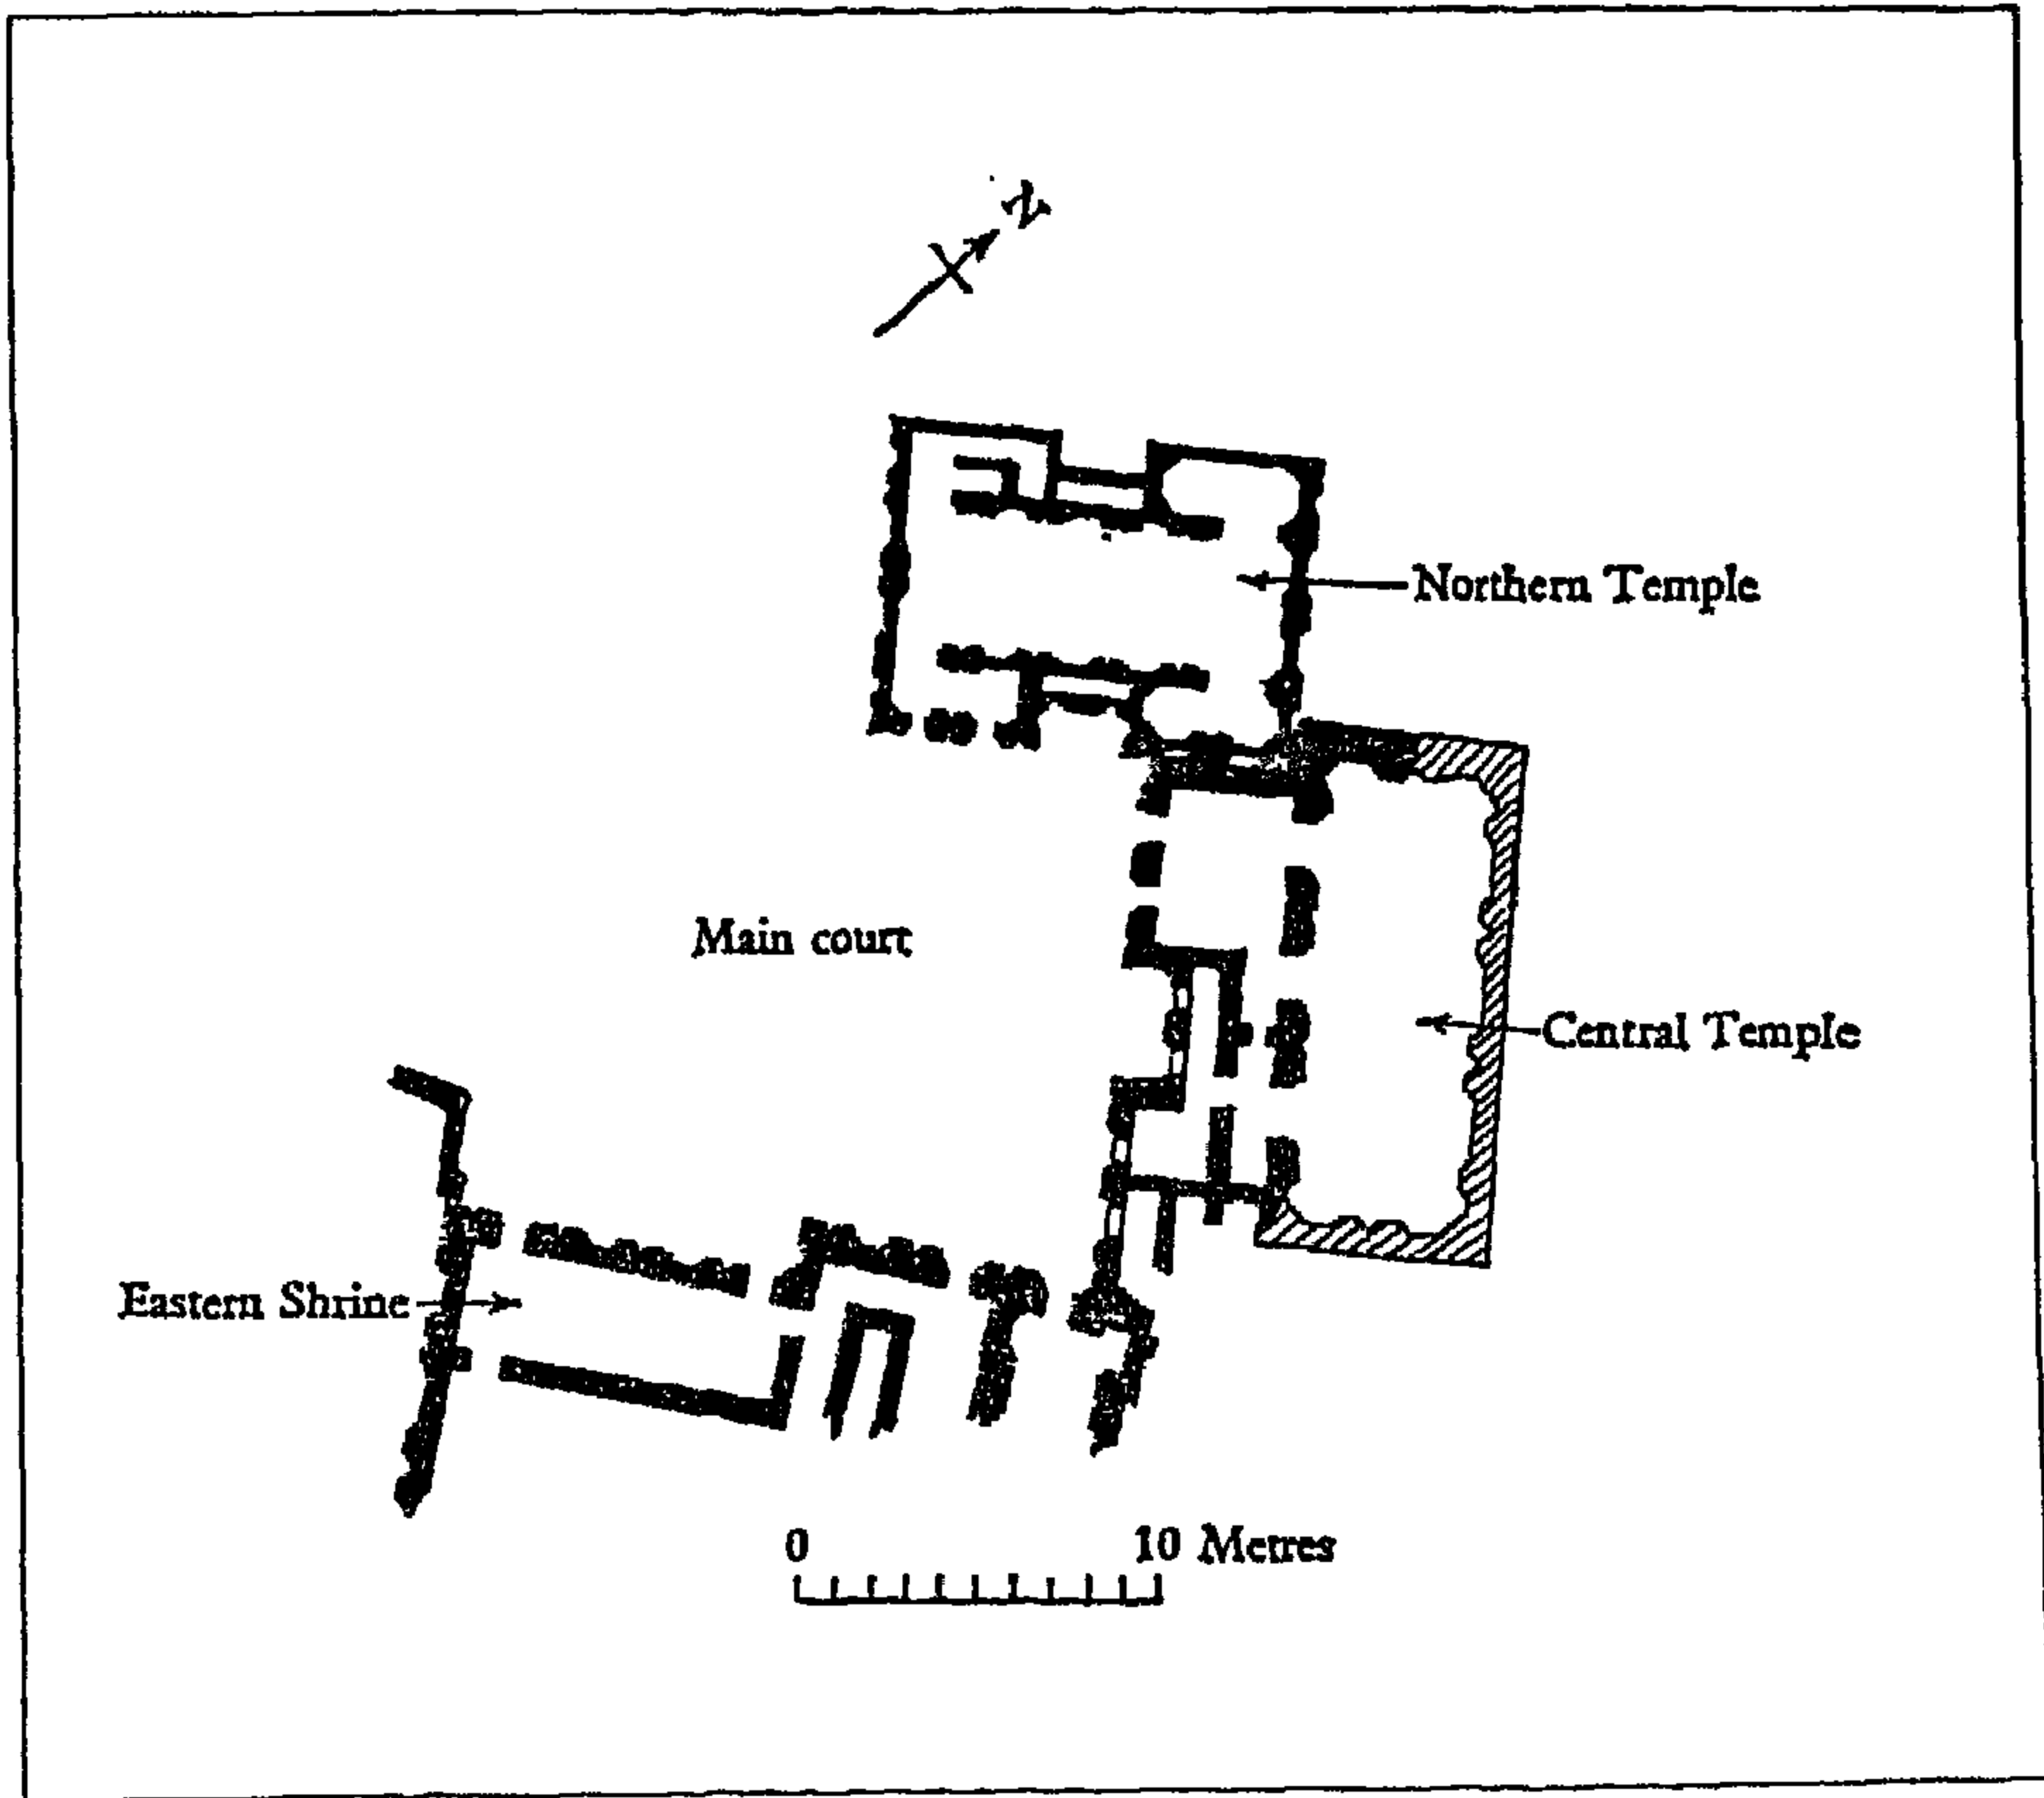 N
Northern Temple
Main court
Central Temple
Eastern Shrine
0 10 Metres